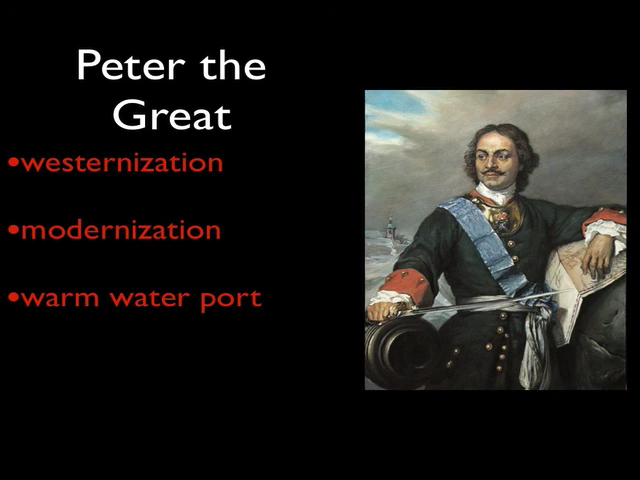 Peter the
Great
•westernization
•modernization
•warm water port